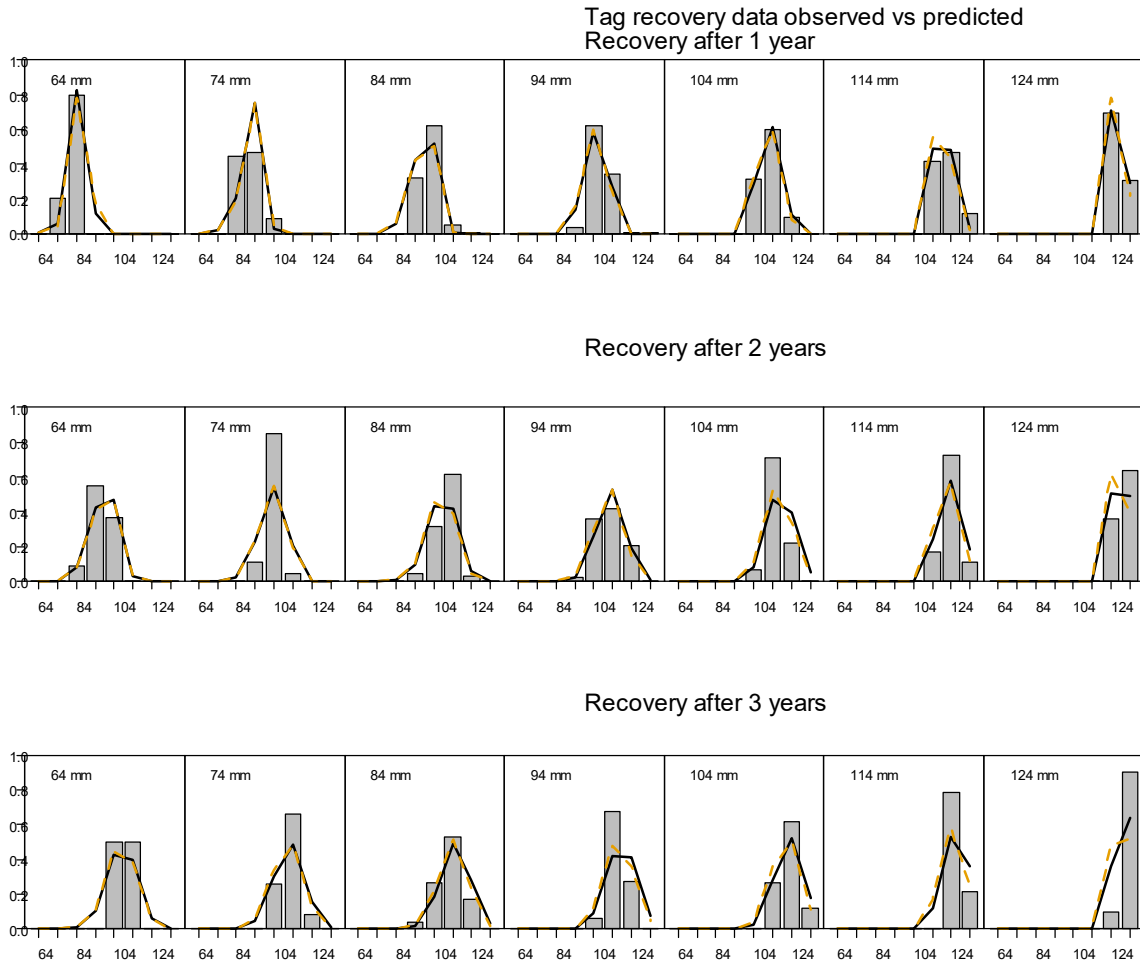 Tag recovery data observed vs predicted
Recovery after 1 year
1.0
0.8
0.6
0.4
0.2
0.0
64 mm 74 mm 84 mm 94 mm 104 mm 114 mm 124 mm
64 84 104 124 64 84 104 124 64 84 104 124 64 84 104 124 64 84 104 124 64 84 104 124 64 84 104 124
Recovery after 2 years
1.0
0.8
0.6
0.4
0.2
0.0
64 mm 74 mm 84 mm 94 mm 104 mm 114 mm 124 mm
64 84 104 124 64 84 104 124 64 84 104 124 64 84 104 124 64 84 104 124 64 84 104 124 64 84 104 124
Recovery after 3 years
1.0
0.8
0.6
0.4
0.2
0.0
64 mm 74 mm 84 mm 94 mm 104 mm 114 mm 124 mm
64 84 104 124 64 84 104 124 64 84 104 124 64 84 104 124 64 84 104 124 64 84 104 124 64 84 104 124